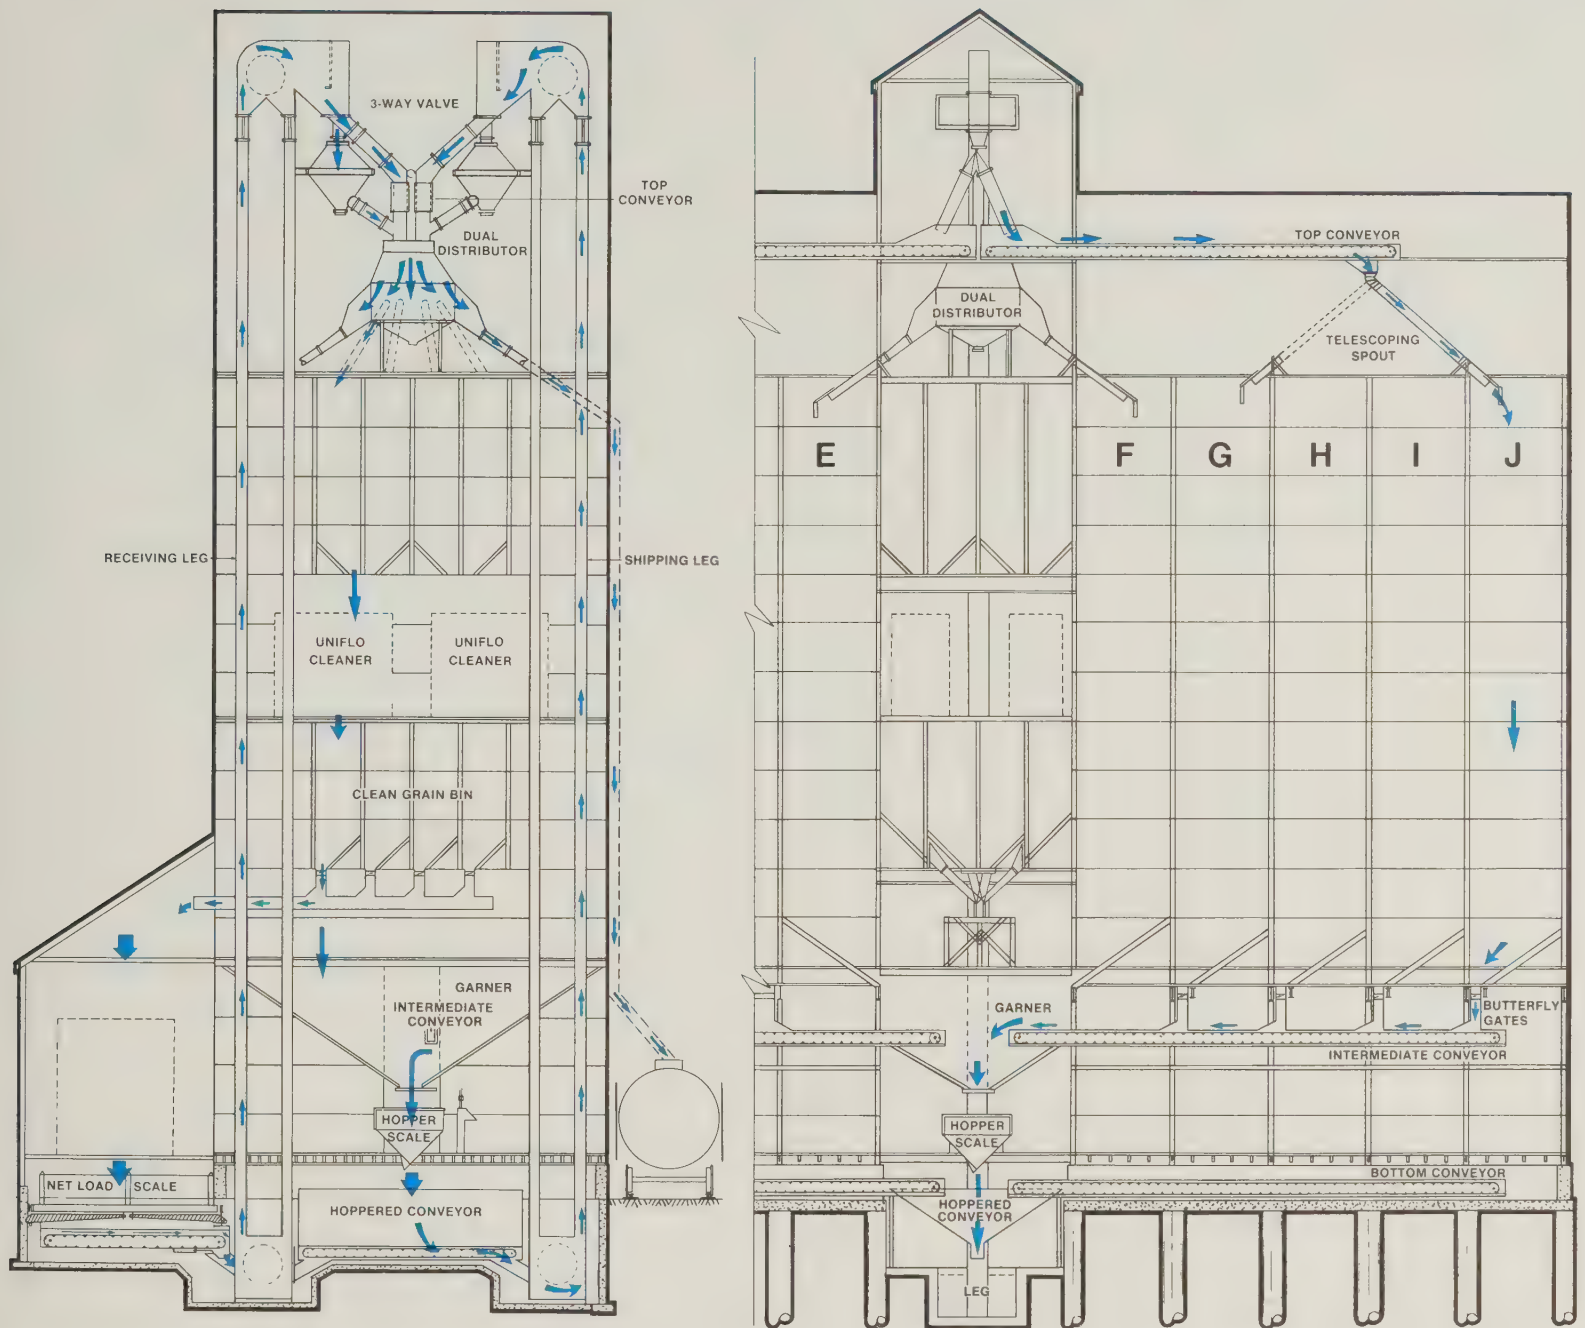 3-WAY VALVE
TOP
CONVEYOR
DUAL
DISTRIBUTOR
RECEIVING LEG
SHIPPING LEG
UNIFLO
CLEANER
UNIFLO
CLEANER
CLEAN GRAIN BIN
GARNER
INTERMEDIATE
CONVEYOR
HOPPER
SCALE
NET LOAD SCALE
HOPPERED CONVEYOR
TOP CONVEYOR
DUAL
DISTRIBUTOR
TELESCOPING
SPOUT
E F G H I J
GARNER
BUTTERFLY
GATES
INTERMEDIATE CONVEYOR
HOPPER
SCALE
BOTTOM CONVEYOR
HOPPERED
CONVEYOR
LEG